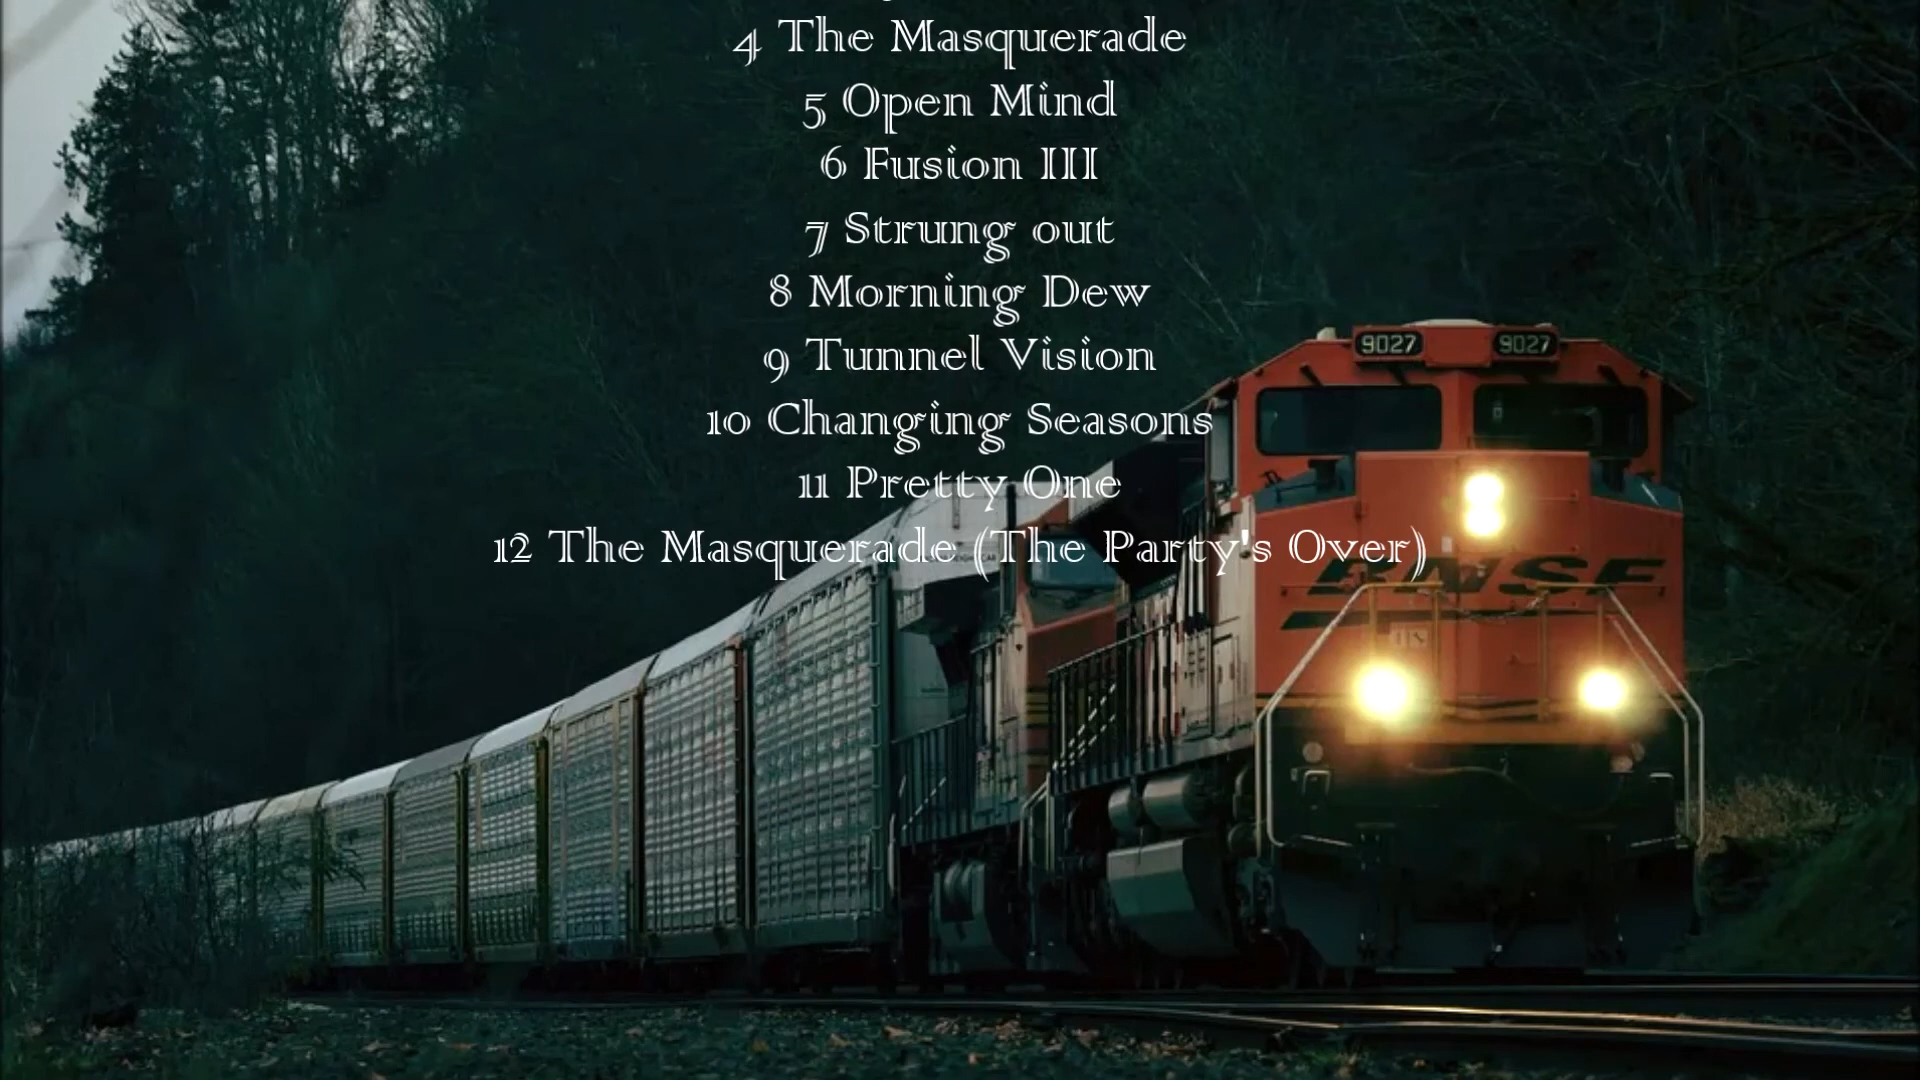 4 The Masquerade
5 Open Mind
6 Fusion III
7 Strung out
8 Morning Dew
9 Tunnel Vision
10 Changing Seasons
11 Pretty One
12 The Masquerade (The Party's Over)
9027
9027
BNSF